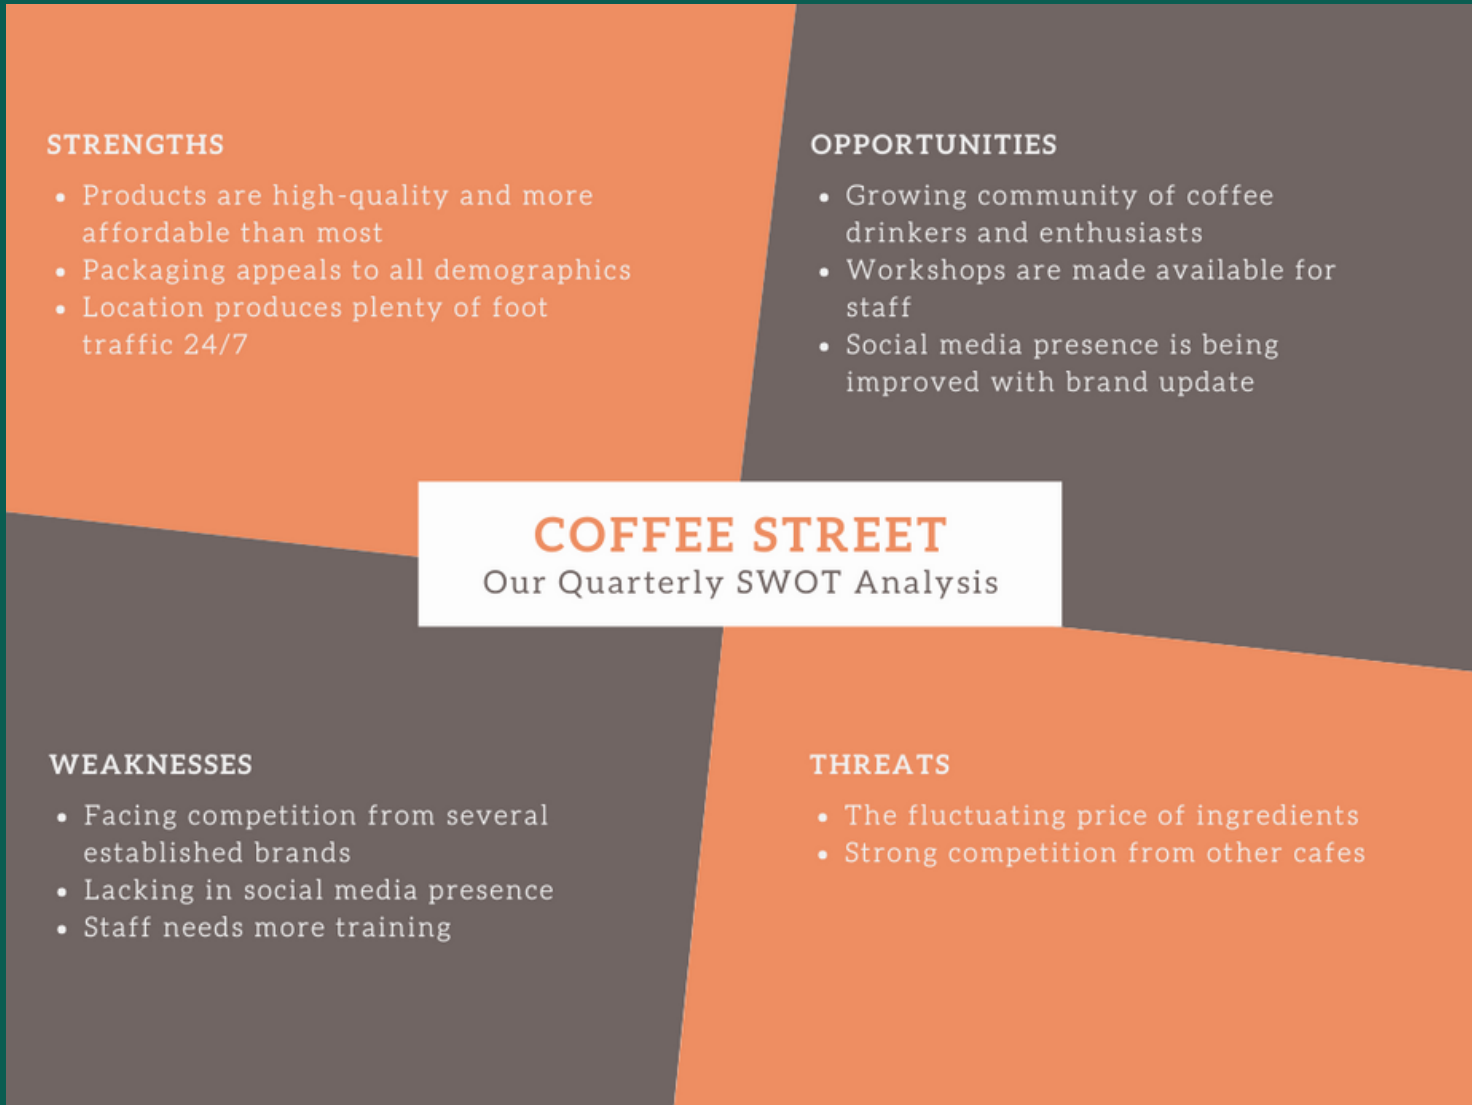 STRENGTHS
• Products are high-quality and more
affordable than most
• Packaging appeals to all demographics
• Location produces plenty of foot
traffic 24/7
OPPORTUNITIES
• Growing community of coffee
drinkers and enthusiasts
• Workshops are made available for
staff
• Social media presence is being
improved with brand update
COFFEE STREET
Our Quarterly SWOT Analysis
WEAKNESSES
• Facing competition from several
established brands
• Lacking in social media presence
• Staff needs more training
THREATS
• The fluctuating price of ingredients
• Strong competition from other cafes